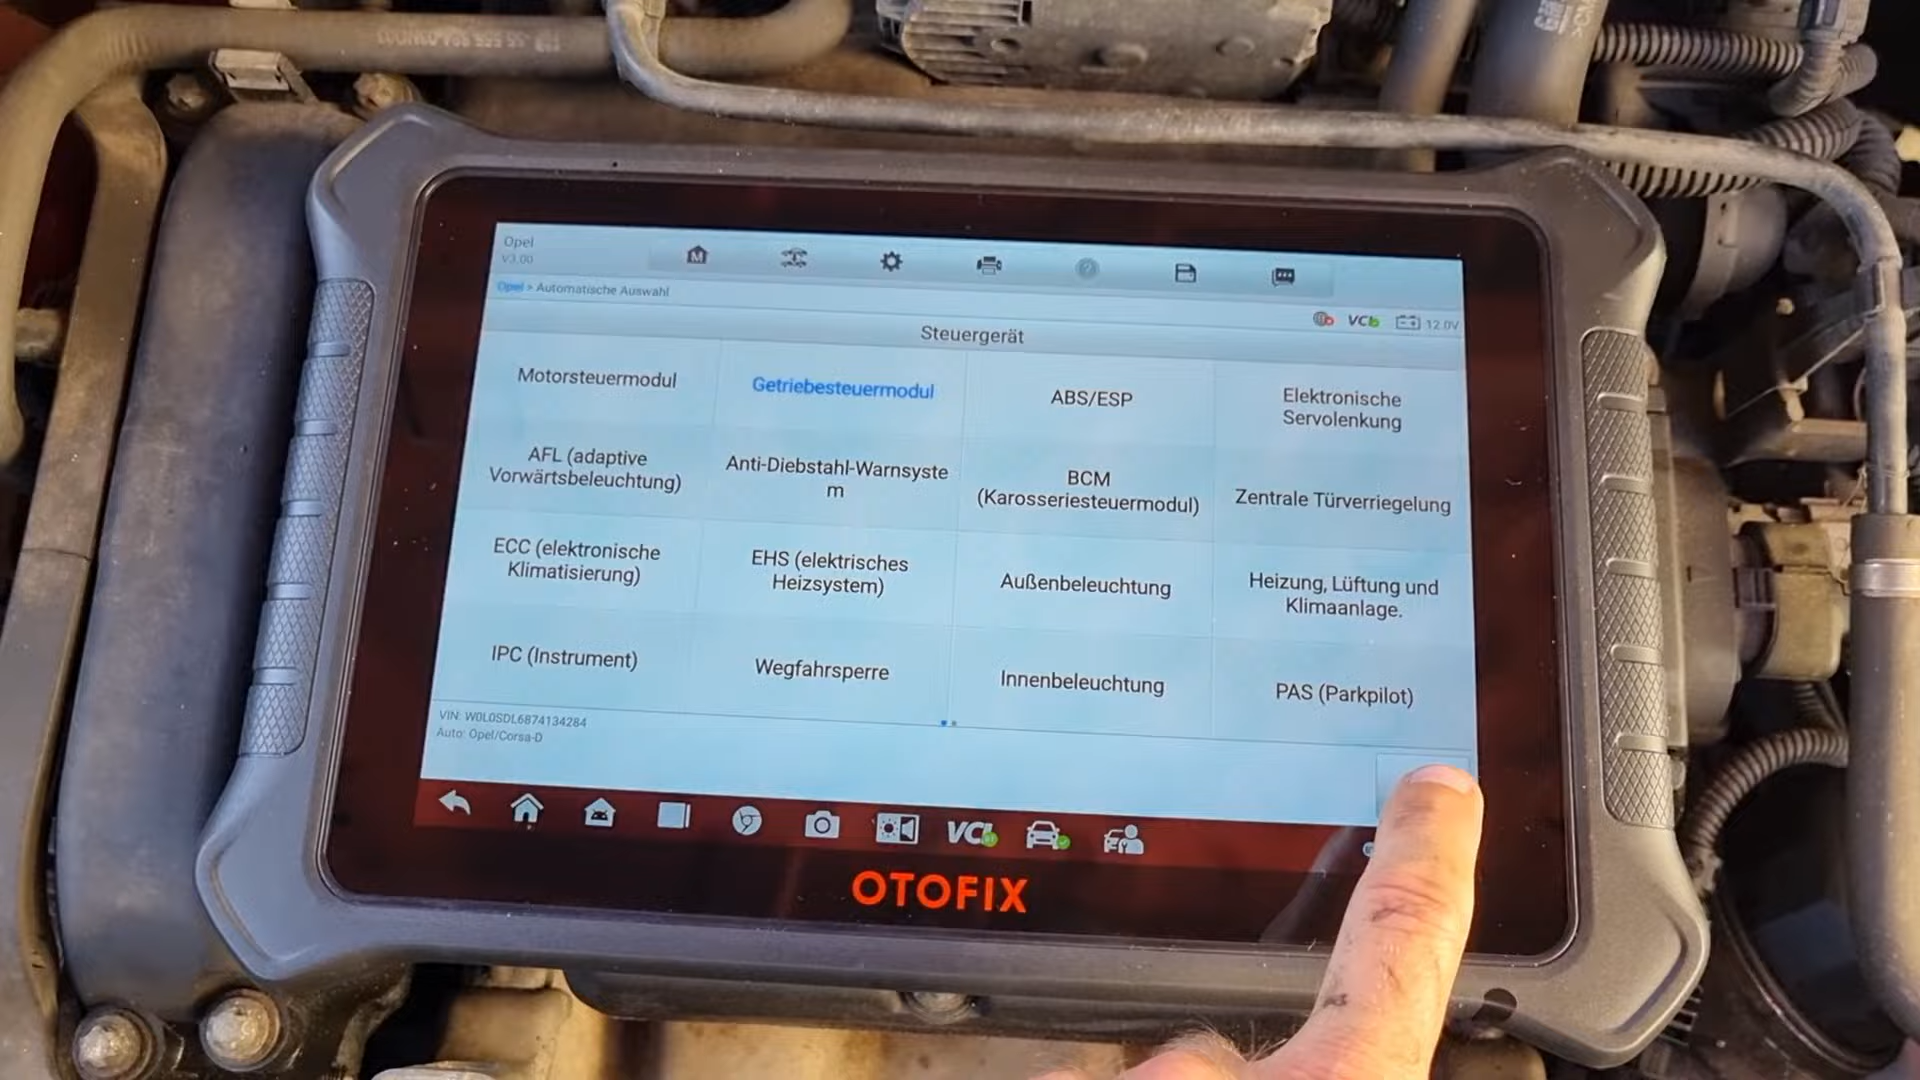 Opel
V3.00
Opel > Automatische Auswahl
VCI
12.0V
Steuergerät
Motorsteuermodul
Getriebesteuermodul
ABS/ESP
Elektronische
Servolenkung
AFL (adaptive
Vorwärtsbeleuchtung)
Anti-Diebstahl-Warnsyste
m
BCM
(Karosseriesteuermodul)
Zentrale Türverriegelung
ECC (elektronische
Klimatisierung)
EHS (elektrisches
Heizsystem)
Außenbeleuchtung
Heizung, Lüftung und
Klimaanlage.
IPC (Instrument)
Wegfahrsperre
Innenbeleuchtung
PAS (Parkpilot)
VIN: W0L0SDL6874134284
Auto: Opel/Corsa-D
VCI
OTOFIX